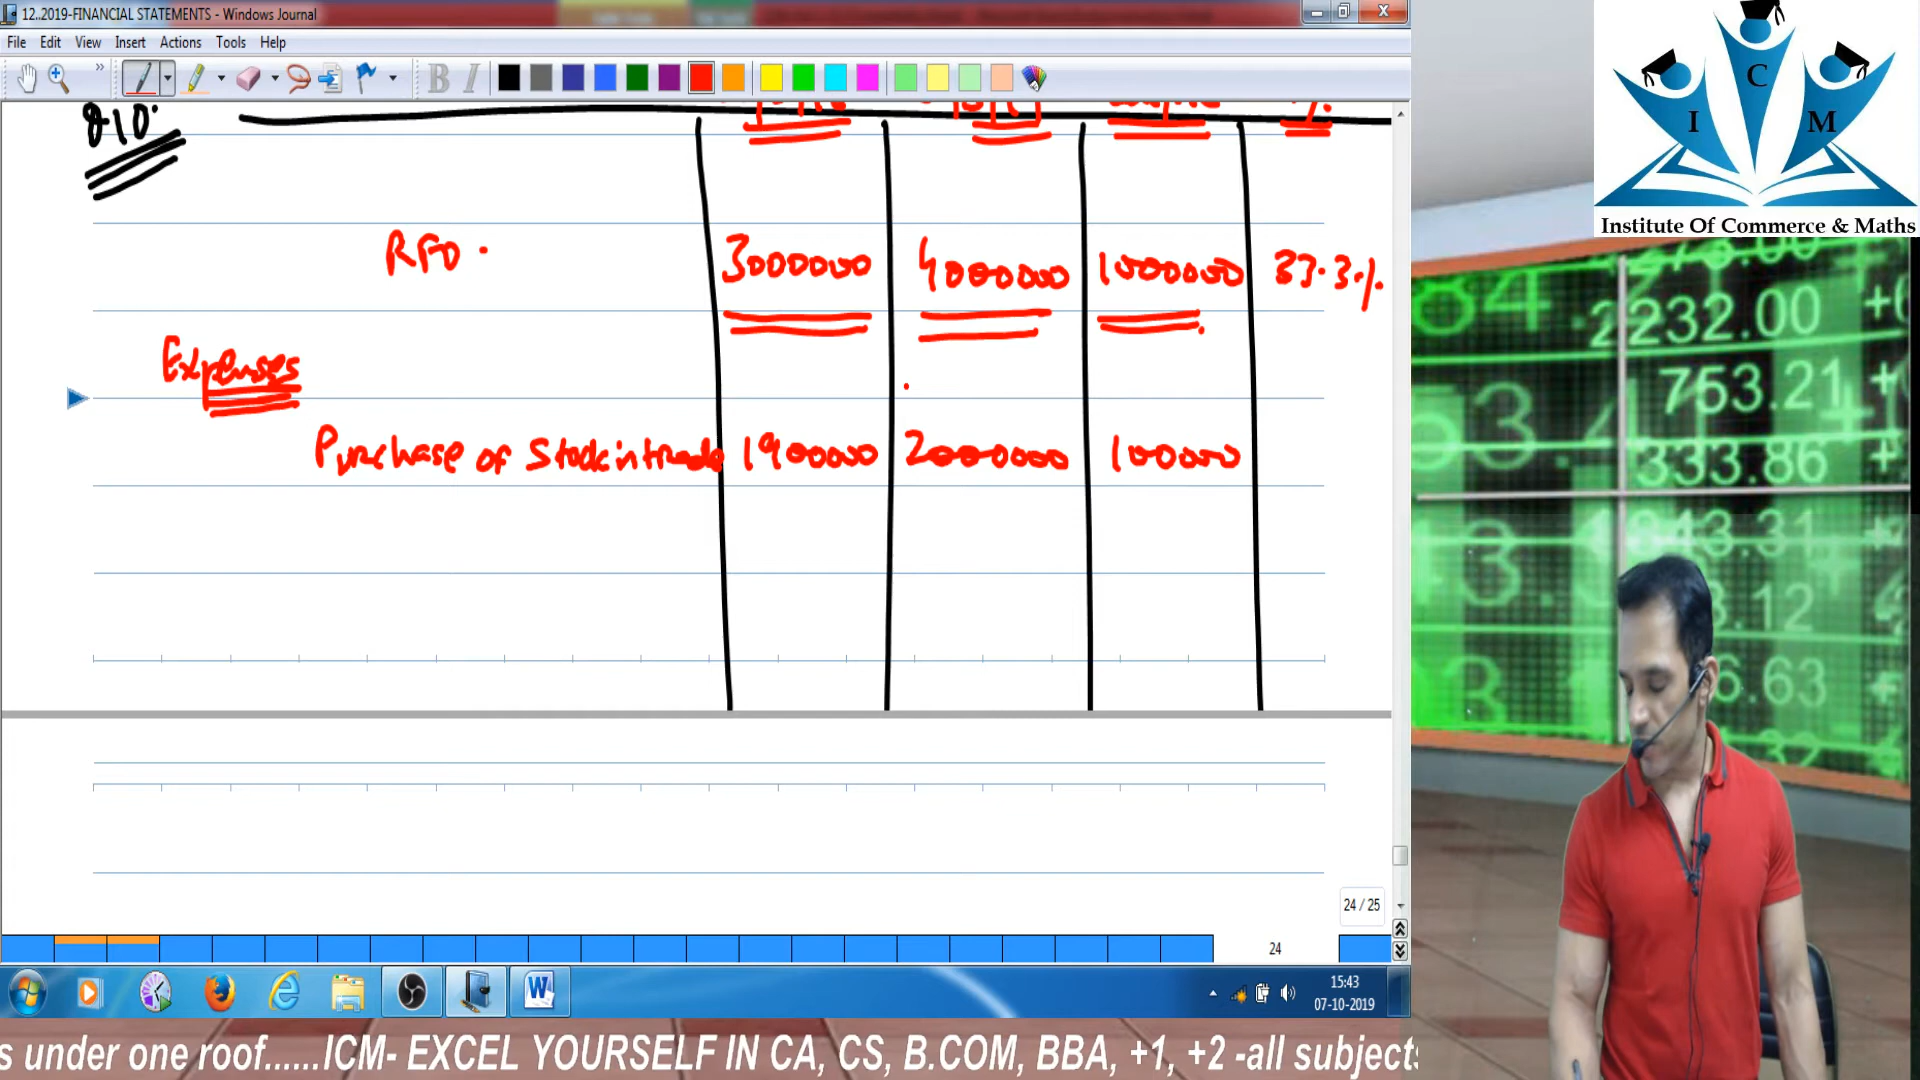 12..2019-FINANCIAL STATEMENTS - Windows Journal
File Edit View Insert Actions Tools Help
B I
Q-10.
%
RFO. 3000000 4000000 1000000 33.3%
Expenses
Purchase of Stock in trade 1900000 2000000 100000
24 / 25
24
15:43
07-10-2019
I C M
Institute Of Commerce & Maths
2232.00
753.21
333.86
s under one roof......ICM- EXCEL YOURSELF IN CA, CS, B.COM, BBA, +1, +2 -all subjects